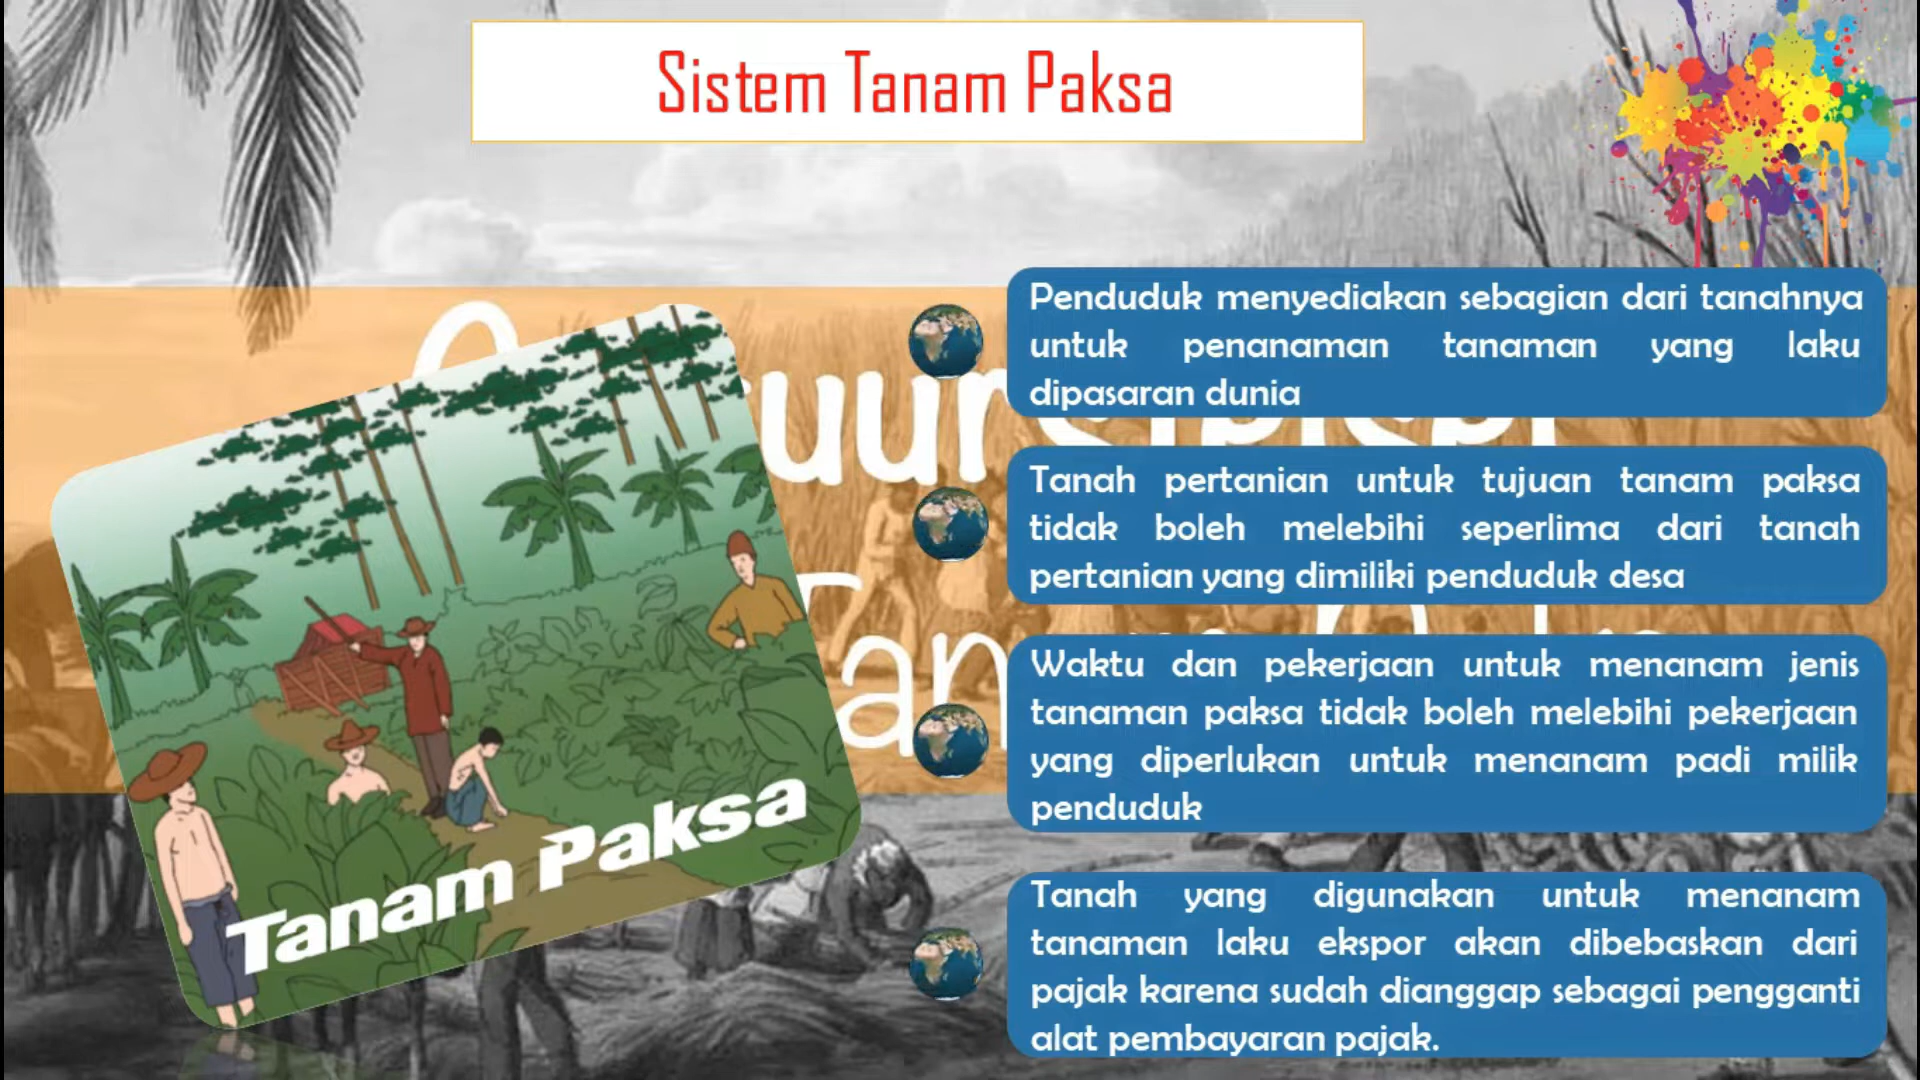 Sistem Tanam Paksa
Penduduk menyediakan sebagian dari tanahnya
untuk penanaman tanaman yang laku
dipasaran dunia
Tanah pertanian untuk tujuan tanam paksa
tidak boleh melebihi seperlima dari tanah
pertanian yang dimiliki penduduk desa
Waktu dan pekerjaan untuk menanam jenis
tanaman paksa tidak boleh melebihi pekerjaan
yang diperlukan untuk menanam padi milik
penduduk
Tanah yang digunakan untuk menanam
tanaman laku ekspor akan dibebaskan dari
pajak karena sudah dianggap sebagai pengganti
alat pembayaran pajak.
Tanam Paksa